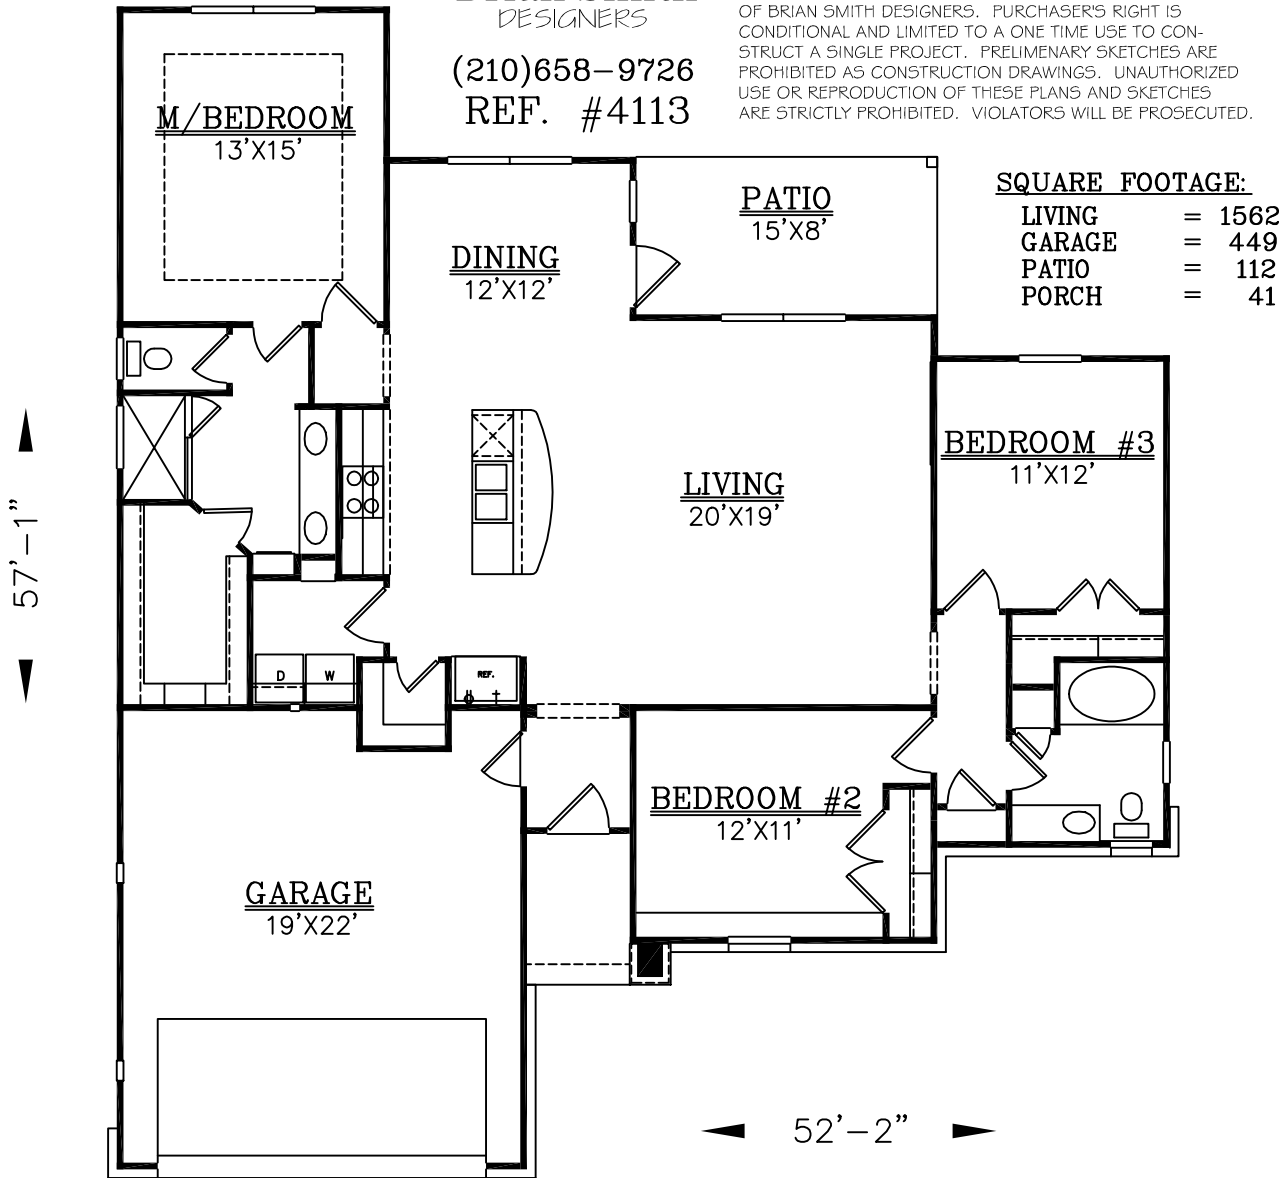 DESIGNERS
(210)658-9726
REF. #4113
OF BRIAN SMITH DESIGNERS. PURCHASER'S RIGHT IS
CONDITIONAL AND LIMITED TO A ONE TIME USE TO CON-
STRUCT A SINGLE PROJECT. PRELIMENARY SKETCHES ARE
PROHIBITED AS CONSTRUCTION DRAWINGS. UNAUTHORIZED
USE OR REPRODUCTION OF THESE PLANS AND SKETCHES
ARE STRICTLY PROHIBITED. VIOLATORS WILL BE PROSECUTED.
M/BEDROOM
13'X15'
PATIO
15'X8'
SQUARE FOOTAGE:
LIVING = 1562
GARAGE = 449
PATIO = 112
PORCH = 41
DINING
12'X12'
BEDROOM #3
11'X12'
LIVING
20'X19'
57'-1"
D
W
REF.
BEDROOM #2
12'X11'
GARAGE
19'X22'
52'-2"